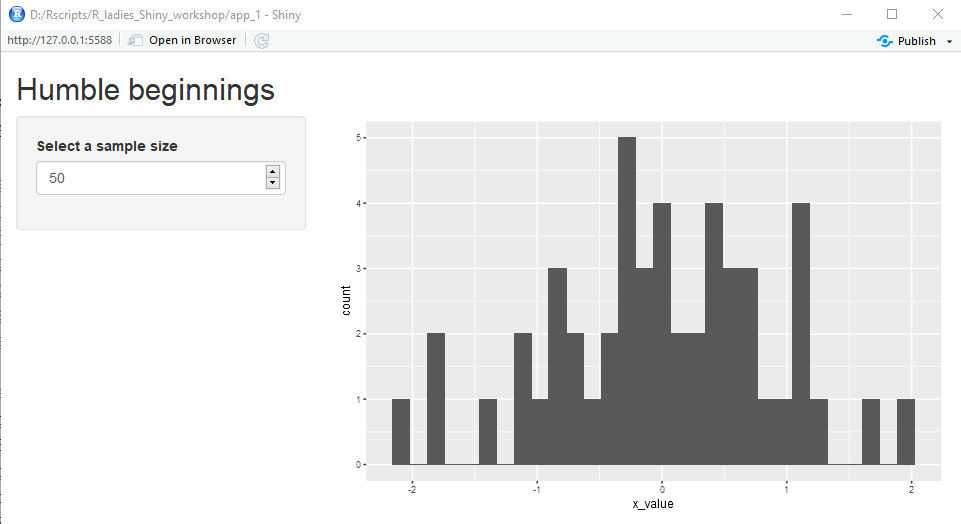 D:/Rscripts/R_ladies_Shiny_workshop/app_1 - Shiny
http://127.0.0.1:5588 Open in Browser Publish
Humble beginnings
Select a sample size
50
5
4
3
2
1
0
count
-2 -1 0 1 2
x_value